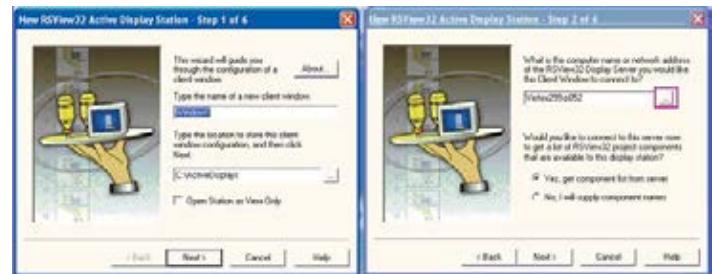 New RSView32 Active Display Station - Step 1 of 6
This wizard will guide you
through the configuration of a
client window.
About...
Type the name of a new client window.
Type the location to store this client
window configuration, and then click
Next.
C:\ActiveDisplays
...
Open Station as View Only
< Back
Next >
Cancel
Help
New RSView32 Active Display Station - Step 2 of 6
What is the computer name or network address
of the RSView32 Display Server you would like
this Client Window to connect to?
...
Would you like to connect to this server now
to get a list of RSView32 project components
that are available to this display station?
Yes, get component list from server
No, I will supply component names
< Back
Next >
Cancel
Help